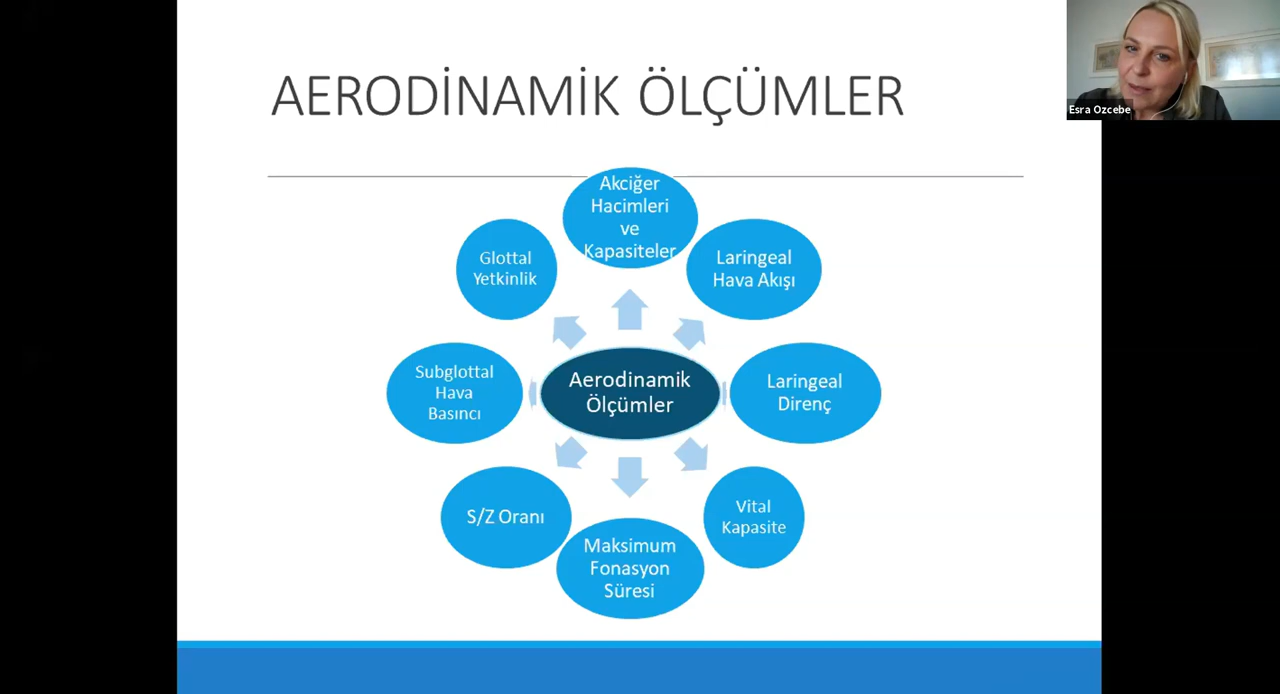 AERODİNAMİK ÖLÇÜMLER
Esra Ozcebe
Akciğer
Hacimleri
ve
Kapasiteler
Laringeal
Hava Akışı
Laringeal
Direnç
Vital
Kapasite
Maksimum
Fonasyon
Süresi
S/Z Oranı
Subglottal
Hava
Basıncı
Glottal
Yetkinlik
Aerodinamik
Ölçümler